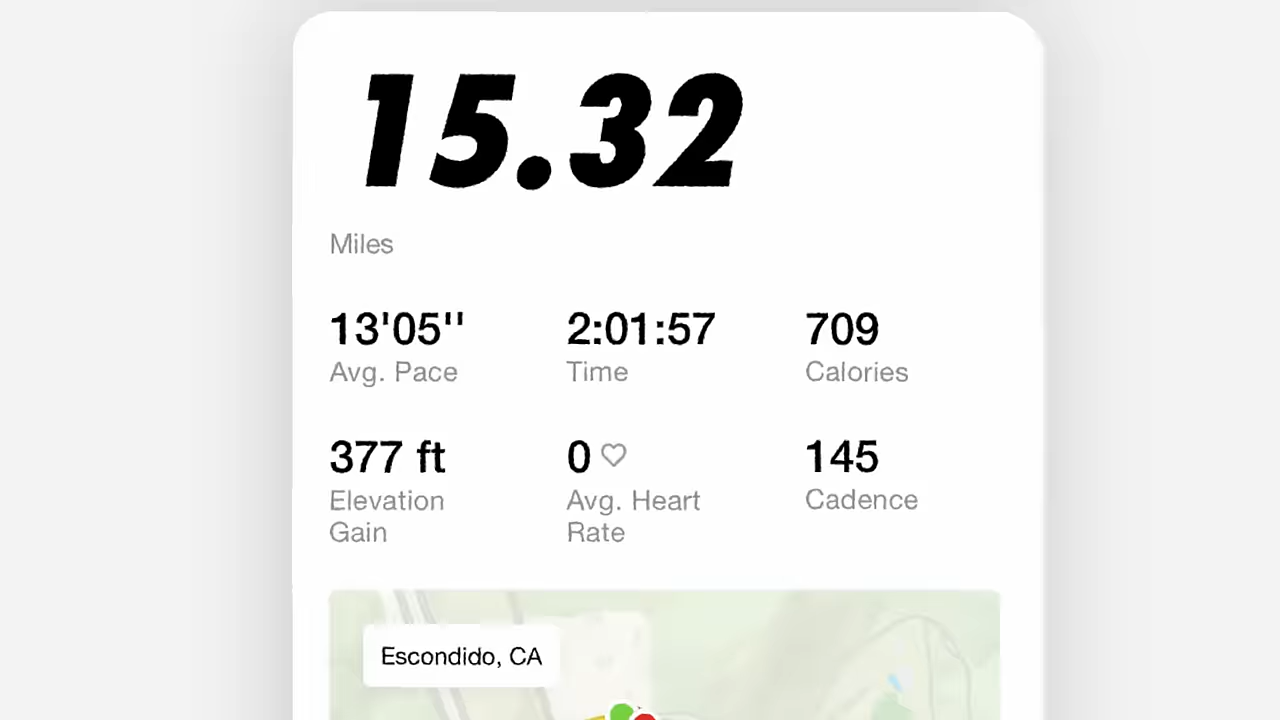 15.32
Miles
13'05'' 2:01:57 709
Avg. Pace Time Calories
377 ft 0 145
Elevation Gain Avg. Heart Rate Cadence
Escondido, CA